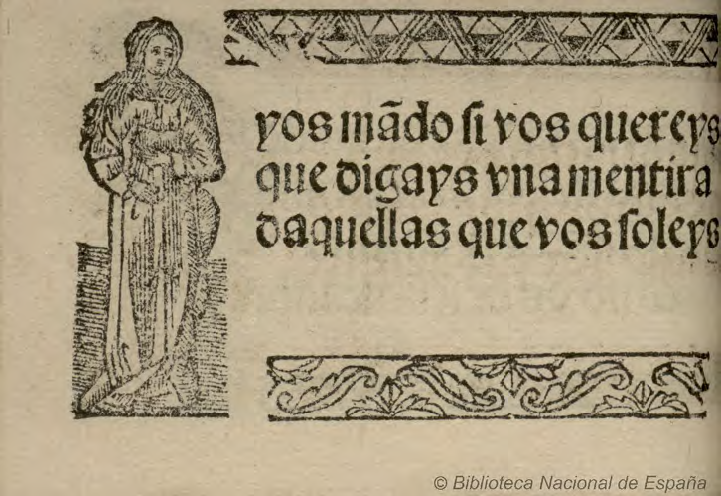 yos mãdo si vos quereys
que digays vna mentira
daquellas que vos soleys
© Biblioteca Nacional de España